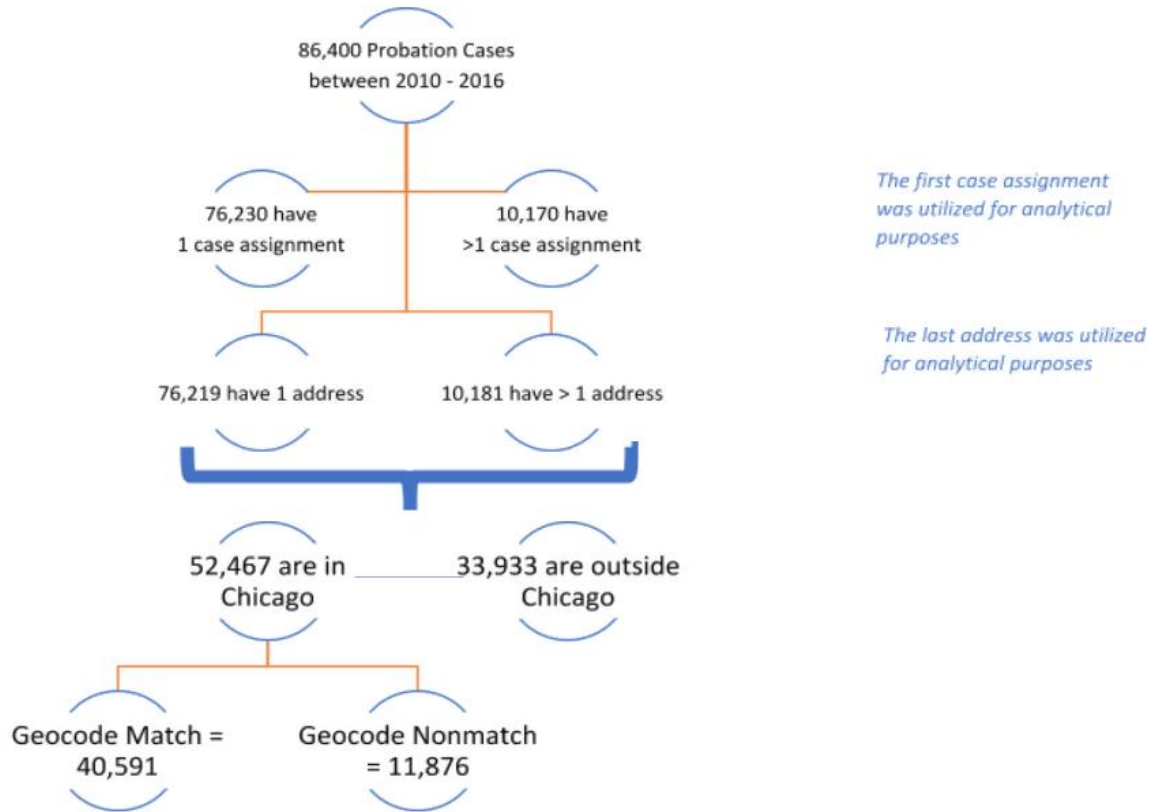 86,400 Probation Cases
between 2010 - 2016
76,230 have
1 case assignment
10,170 have
>1 case assignment
The first case assignment
was utilized for analytical
purposes
76,219 have 1 address
10,181 have > 1 address
The last address was utilized
for analytical purposes
52,467 are in
Chicago
33,933 are outside
Chicago
Geocode Match =
40,591
Geocode Nonmatch
= 11,876